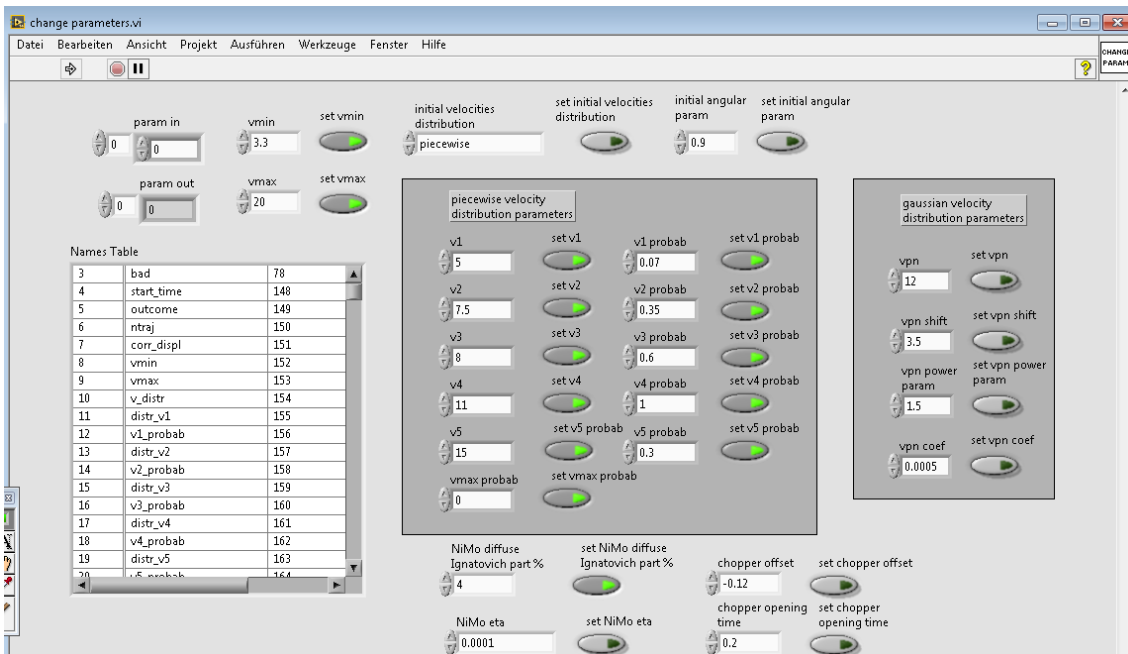 change parameters.vi
Datei Bearbeiten Ansicht Projekt Ausführen Werkzeuge Fenster Hilfe
CHANGE
PARAM
param in
0
0
vmin
3.3
set vmin
initial velocities
distribution
piecewise
set initial velocities
distribution
initial angular
param
0.9
set initial angular
param
param out
0
0
vmax
20
set vmax
Names Table
3 bad 78
4 start_time 148
5 outcome 149
6 ntraj 150
7 corr_displ 151
8 vmin 152
9 vmax 153
10 v_distr 154
11 distr_v1 155
12 v1_probab 156
13 distr_v2 157
14 v2_probab 158
15 distr_v3 159
16 v3_probab 160
17 distr_v4 161
18 v4_probab 162
19 distr_v5 163
20 v5_probab 164
piecewise velocity
distribution parameters
v1
5
set v1
v1 probab
0.07
set v1 probab
v2
7.5
set v2
v2 probab
0.35
set v2 probab
v3
8
set v3
v3 probab
0.6
set v3 probab
v4
11
set v4
v4 probab
1
set v4 probab
v5
15
set v5 probab
v5 probab
0.3
set v5 probab
vmax probab
0
set vmax probab
gaussian velocity
distribution parameters
vpn
12
set vpn
vpn shift
3.5
set vpn shift
vpn power
param
1.5
set vpn power
param
vpn coef
0.0005
set vpn coef
NiMo diffuse
Ignatovich part %
4
set NiMo diffuse
Ignatovich part %
chopper offset
-0.12
set chopper offset
NiMo eta
0.0001
set NiMo eta
chopper opening
time
0.2
set chopper
opening time